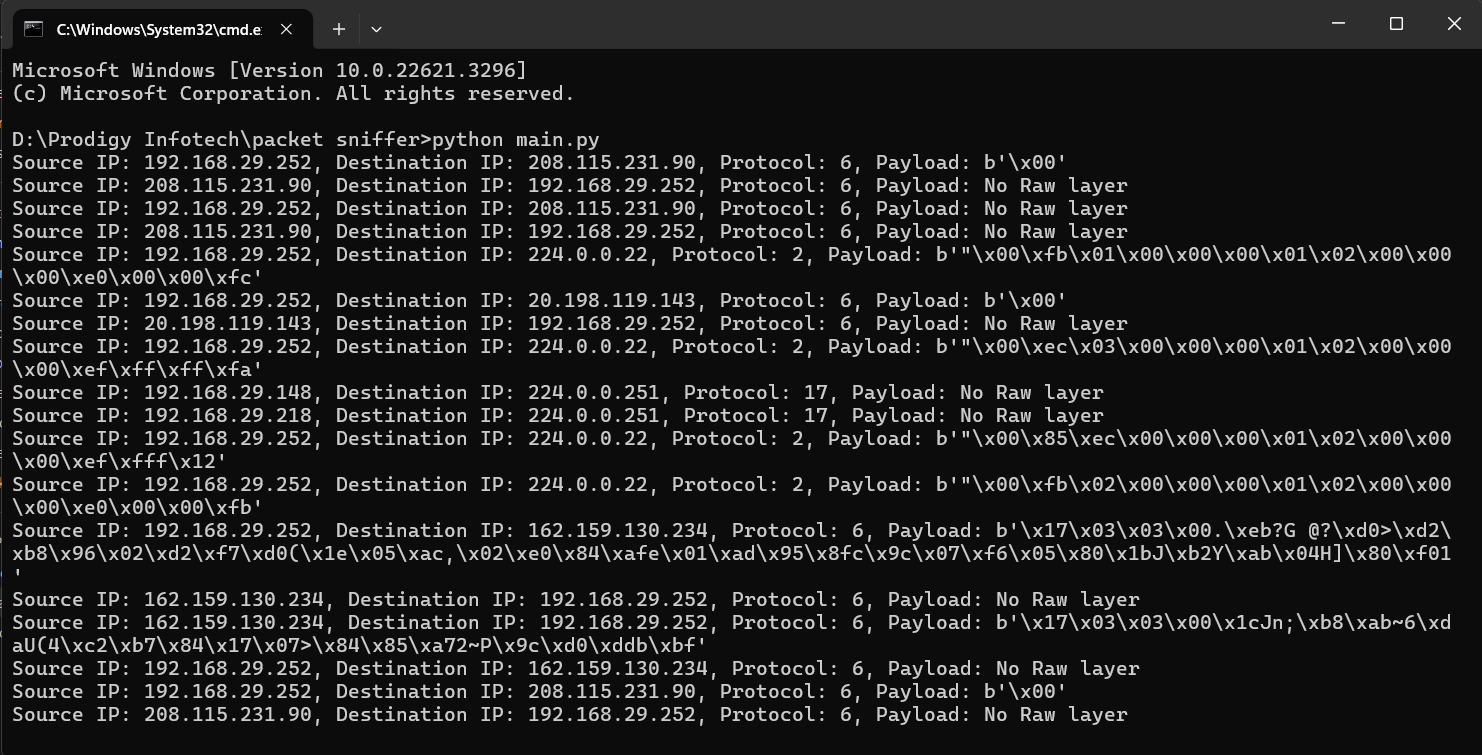 C:\Windows\System32\cmd.e
Microsoft Windows [Version 10.0.22621.3296]
(c) Microsoft Corporation. All rights reserved.
D:\Prodigy Infotech\packet sniffer>python main.py
Source IP: 192.168.29.252, Destination IP: 208.115.231.90, Protocol: 6, Payload: b'\x00'
Source IP: 208.115.231.90, Destination IP: 192.168.29.252, Protocol: 6, Payload: No Raw layer
Source IP: 192.168.29.252, Destination IP: 208.115.231.90, Protocol: 6, Payload: No Raw layer
Source IP: 208.115.231.90, Destination IP: 192.168.29.252, Protocol: 6, Payload: No Raw layer
Source IP: 192.168.29.252, Destination IP: 224.0.0.22, Protocol: 2, Payload: b'"\x00\xfb\x01\x00\x00\x00\x01\x02\x00\x00
\x00\xe0\x00\x00\xfc'
Source IP: 192.168.29.252, Destination IP: 20.198.119.143, Protocol: 6, Payload: b'\x00'
Source IP: 20.198.119.143, Destination IP: 192.168.29.252, Protocol: 6, Payload: No Raw layer
Source IP: 192.168.29.252, Destination IP: 224.0.0.22, Protocol: 2, Payload: b'"\x00\xec\x03\x00\x00\x00\x01\x02\x00\x00
\x00\xef\xff\xff\xfa'
Source IP: 192.168.29.148, Destination IP: 224.0.0.251, Protocol: 17, Payload: No Raw layer
Source IP: 192.168.29.218, Destination IP: 224.0.0.251, Protocol: 17, Payload: No Raw layer
Source IP: 192.168.29.252, Destination IP: 224.0.0.22, Protocol: 2, Payload: b'"\x00\x85\xec\x00\x00\x00\x01\x02\x00\x00
\x00\xef\xfff\x12'
Source IP: 192.168.29.252, Destination IP: 224.0.0.22, Protocol: 2, Payload: b'"\x00\xfb\x02\x00\x00\x00\x01\x02\x00\x00
\x00\xe0\x00\x00\xfb'
Source IP: 192.168.29.252, Destination IP: 162.159.130.234, Protocol: 6, Payload: b'\x17\x03\x03\x00.\xeb?G @?\xd0>\xd2\
xb8\x96\x02\xd2\xf7\xd0(\x1e\x05\xac,\x02\xe0\x84\xafe\x01\xad\x95\x8fc\x9c\x07\xf6\x05\x80\x1bJ\xb2Y\xab\x04H]\x80\xf01
'
Source IP: 162.159.130.234, Destination IP: 192.168.29.252, Protocol: 6, Payload: No Raw layer
Source IP: 162.159.130.234, Destination IP: 192.168.29.252, Protocol: 6, Payload: b'\x17\x03\x03\x00\x1cJn;\xb8\xab~6\xd
aU(4\xc2\xb7\x84\x17\x07>\x84\x85\xa72~P\x9c\xd0\xddb\xbf'
Source IP: 192.168.29.252, Destination IP: 162.159.130.234, Protocol: 6, Payload: No Raw layer
Source IP: 192.168.29.252, Destination IP: 208.115.231.90, Protocol: 6, Payload: b'\x00'
Source IP: 208.115.231.90, Destination IP: 192.168.29.252, Protocol: 6, Payload: No Raw layer